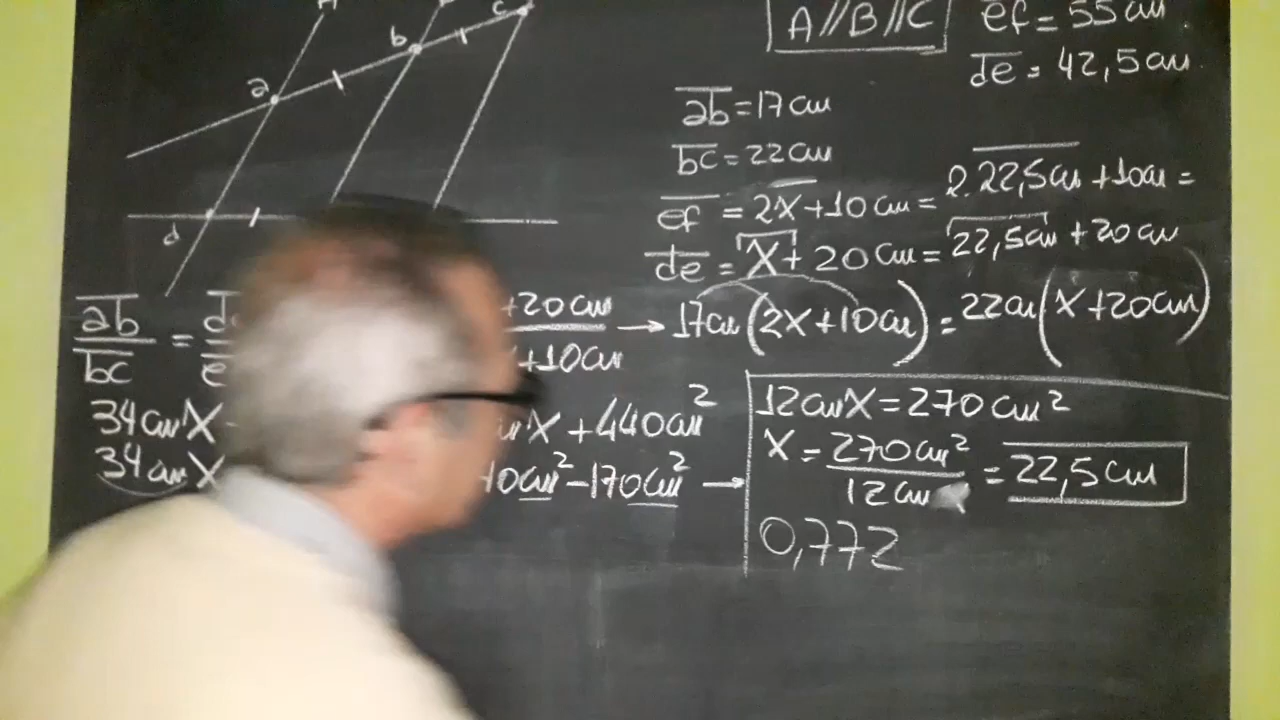 c
b
a
d
A//B//C
ef = 55 cm
de = 42,5 cm
ab = 17 cm
bc = 22 cm
ef = 2X + 10 cm = 2.22,5 cm + 10 cm =
de = X + 20 cm = 22,5 cm + 20 cm
ab/bc = +20 cm/+10 cm → 17 cm (2X + 10 cm) = 22 cm (X + 20 cm)
34 cm X X + 440 cm²
34 cm X 0 cm² - 170 cm² →
12 cm X = 270 cm²
X = 270 cm²/12 cm = 22,5 cm
0,772